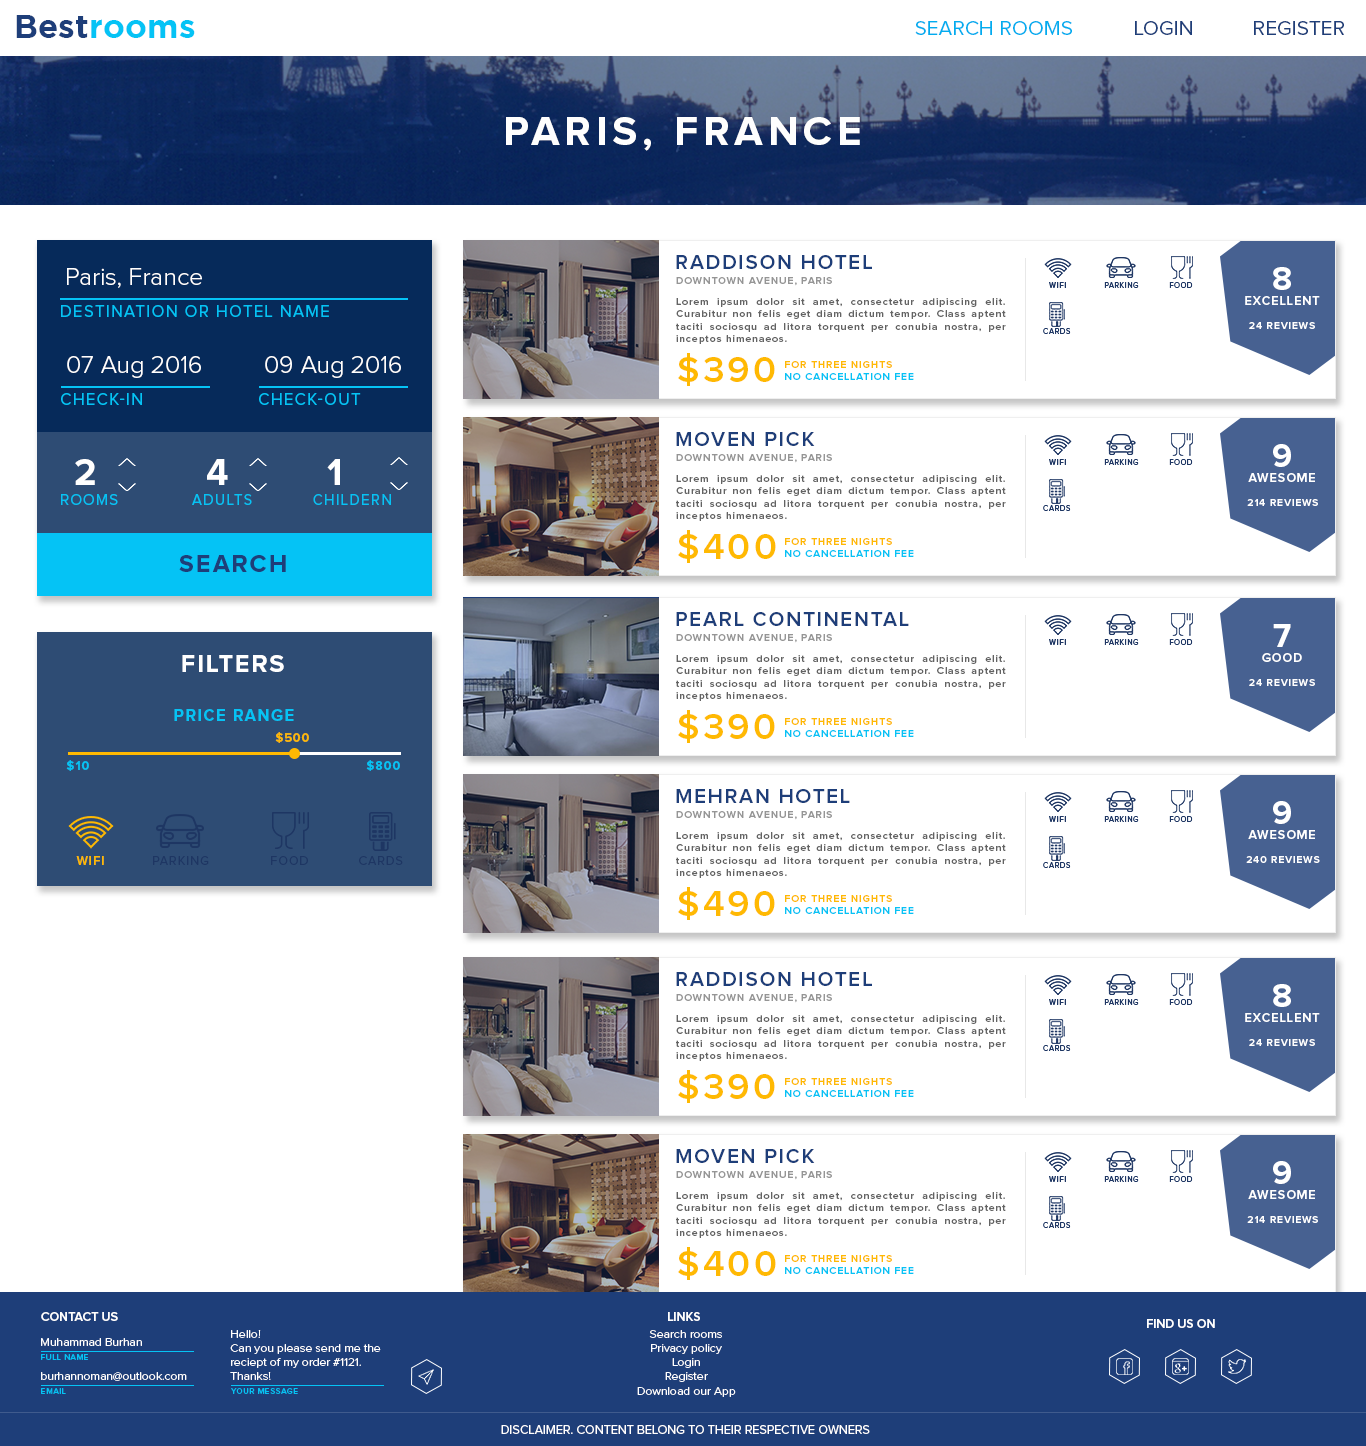 Bestrooms
SEARCH ROOMS LOGIN REGISTER
PARIS, FRANCE
Paris, France
DESTINATION OR HOTEL NAME
07 Aug 2016 09 Aug 2016
CHECK-IN CHECK-OUT
2 4 1
ROOMS ADULTS CHILDERN
SEARCH
FILTERS
PRICE RANGE
$500
$10 $800
WIFI PARKING FOOD CARDS
RADDISON HOTEL
DOWNTOWN AVENUE, PARIS
Lorem ipsum dolor sit amet, consectetur adipiscing elit.
Curabitur non felis eget diam dictum tempor. Class aptent
taciti sociosqu ad litora torquent per conubia nostra, per
inceptos himenaeos.
$390 FOR THREE NIGHTS
NO CANCELLATION FEE
WIFI PARKING FOOD
CARDS
8
EXCELLENT
24 REVIEWS
MOVEN PICK
DOWNTOWN AVENUE, PARIS
Lorem ipsum dolor sit amet, consectetur adipiscing elit.
Curabitur non felis eget diam dictum tempor. Class aptent
taciti sociosqu ad litora torquent per conubia nostra, per
inceptos himenaeos.
$400 FOR THREE NIGHTS
NO CANCELLATION FEE
WIFI PARKING FOOD
CARDS
9
AWESOME
214 REVIEWS
PEARL CONTINENTAL
DOWNTOWN AVENUE, PARIS
Lorem ipsum dolor sit amet, consectetur adipiscing elit.
Curabitur non felis eget diam dictum tempor. Class aptent
taciti sociosqu ad litora torquent per conubia nostra, per
inceptos himenaeos.
$390 FOR THREE NIGHTS
NO CANCELLATION FEE
WIFI PARKING FOOD
7
GOOD
24 REVIEWS
MEHRAN HOTEL
DOWNTOWN AVENUE, PARIS
Lorem ipsum dolor sit amet, consectetur adipiscing elit.
Curabitur non felis eget diam dictum tempor. Class aptent
taciti sociosqu ad litora torquent per conubia nostra, per
inceptos himenaeos.
$490 FOR THREE NIGHTS
NO CANCELLATION FEE
WIFI PARKING FOOD
CARDS
9
AWESOME
240 REVIEWS
RADDISON HOTEL
DOWNTOWN AVENUE, PARIS
Lorem ipsum dolor sit amet, consectetur adipiscing elit.
Curabitur non felis eget diam dictum tempor. Class aptent
taciti sociosqu ad litora torquent per conubia nostra, per
inceptos himenaeos.
$390 FOR THREE NIGHTS
NO CANCELLATION FEE
WIFI PARKING FOOD
CARDS
8
EXCELLENT
24 REVIEWS
MOVEN PICK
DOWNTOWN AVENUE, PARIS
Lorem ipsum dolor sit amet, consectetur adipiscing elit.
Curabitur non felis eget diam dictum tempor. Class aptent
taciti sociosqu ad litora torquent per conubia nostra, per
inceptos himenaeos.
$400 FOR THREE NIGHTS
NO CANCELLATION FEE
WIFI PARKING FOOD
CARDS
9
AWESOME
214 REVIEWS
CONTACT US
Muhammad Burhan
FULL NAME
burhannoman@outlook.com
EMAIL
Hello!
Can you please send me the
reciept of my order #1121.
Thanks!
YOUR MESSAGE
LINKS
Search rooms
Privacy policy
Login
Register
Download our App
FIND US ON
DISCLAIMER. CONTENT BELONG TO THEIR RESPECTIVE OWNERS